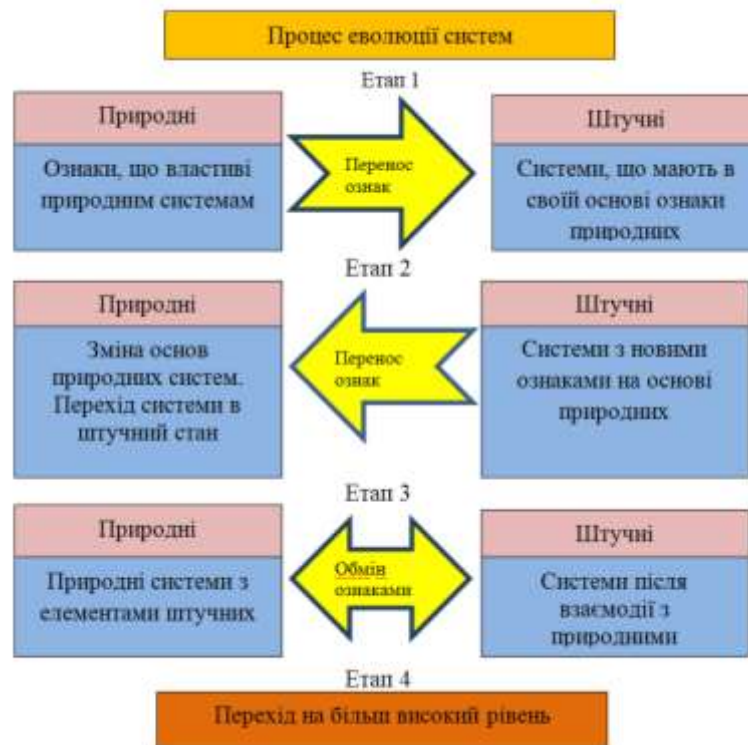 Процес еволюції систем
Етап 1
Природні
Ознаки, що властиві
природним системам
Перенос
ознак
Штучні
Системи, що мають в
своїй основі ознаки
природних
Етап 2
Природні
Зміна основ
природних систем.
Перехід системи в
штучний стан
Перенос
ознак
Штучні
Системи з новими
ознаками на основі
природних
Етап 3
Природні
Природні системи з
елементами штучних
Обмін
ознаками
Штучні
Системи після
взаємодії з
природними
Етап 4
Перехід на більш високий рівень